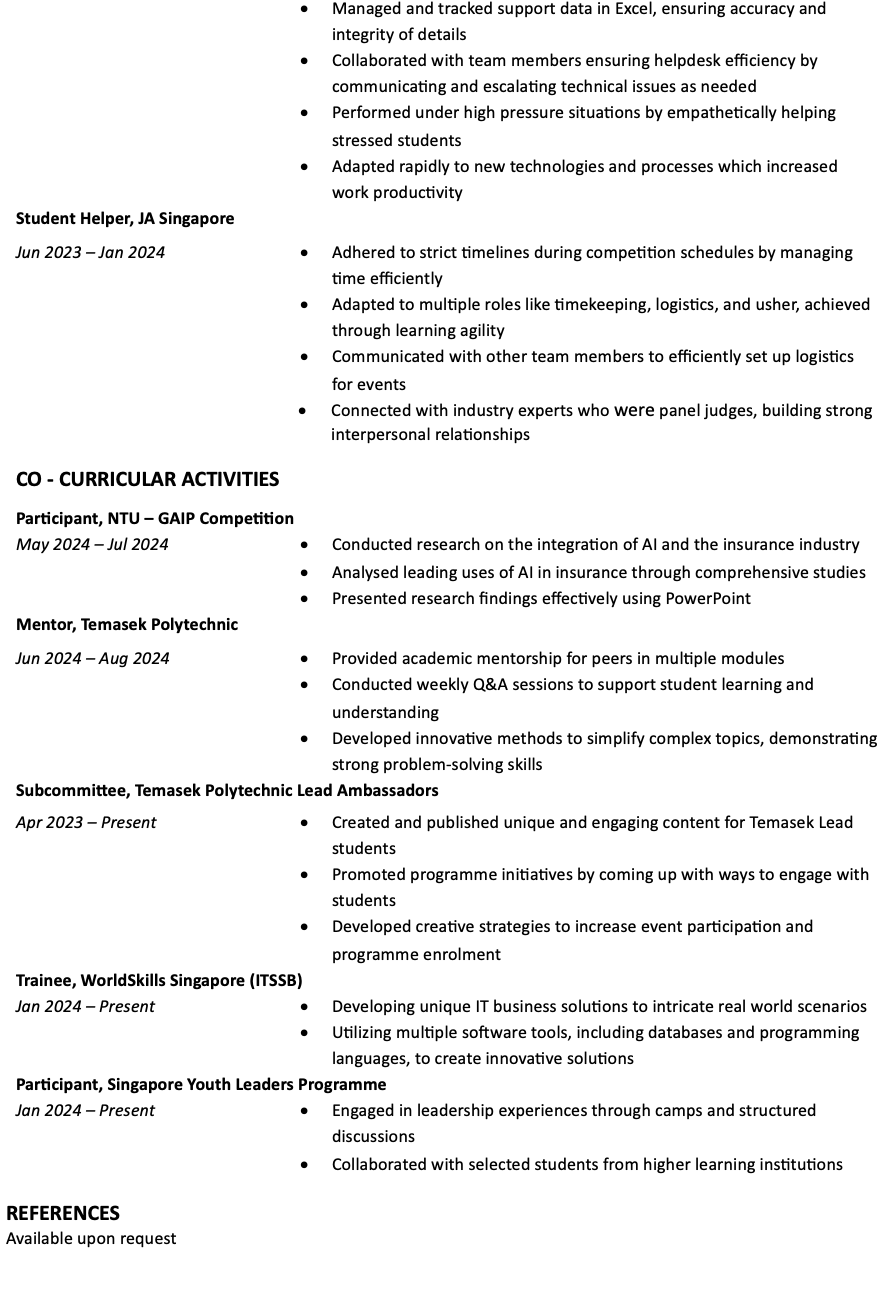 • Managed and tracked support data in Excel, ensuring accuracy and
integrity of details
• Collaborated with team members ensuring helpdesk efficiency by
communicating and escalating technical issues as needed
• Performed under high pressure situations by empathetically helping
stressed students
• Adapted rapidly to new technologies and processes which increased
work productivity
Student Helper, JA Singapore
Jun 2023 – Jan 2024 • Adhered to strict timelines during competition schedules by managing
time efficiently
• Adapted to multiple roles like timekeeping, logistics, and usher, achieved
through learning agility
• Communicated with other team members to efficiently set up logistics
for events
• Connected with industry experts who were panel judges, building strong
interpersonal relationships
CO - CURRICULAR ACTIVITIES
Participant, NTU – GAIP Competition
May 2024 – Jul 2024 • Conducted research on the integration of AI and the insurance industry
• Analysed leading uses of AI in insurance through comprehensive studies
• Presented research findings effectively using PowerPoint
Mentor, Temasek Polytechnic
Jun 2024 – Aug 2024 • Provided academic mentorship for peers in multiple modules
• Conducted weekly Q&A sessions to support student learning and
understanding
• Developed innovative methods to simplify complex topics, demonstrating
strong problem-solving skills
Subcommittee, Temasek Polytechnic Lead Ambassadors
Apr 2023 – Present • Created and published unique and engaging content for Temasek Lead
students
• Promoted programme initiatives by coming up with ways to engage with
students
• Developed creative strategies to increase event participation and
programme enrolment
Trainee, WorldSkills Singapore (ITSSB)
Jan 2024 – Present • Developing unique IT business solutions to intricate real world scenarios
• Utilizing multiple software tools, including databases and programming
languages, to create innovative solutions
Participant, Singapore Youth Leaders Programme
Jan 2024 – Present • Engaged in leadership experiences through camps and structured
discussions
• Collaborated with selected students from higher learning institutions
REFERENCES
Available upon request